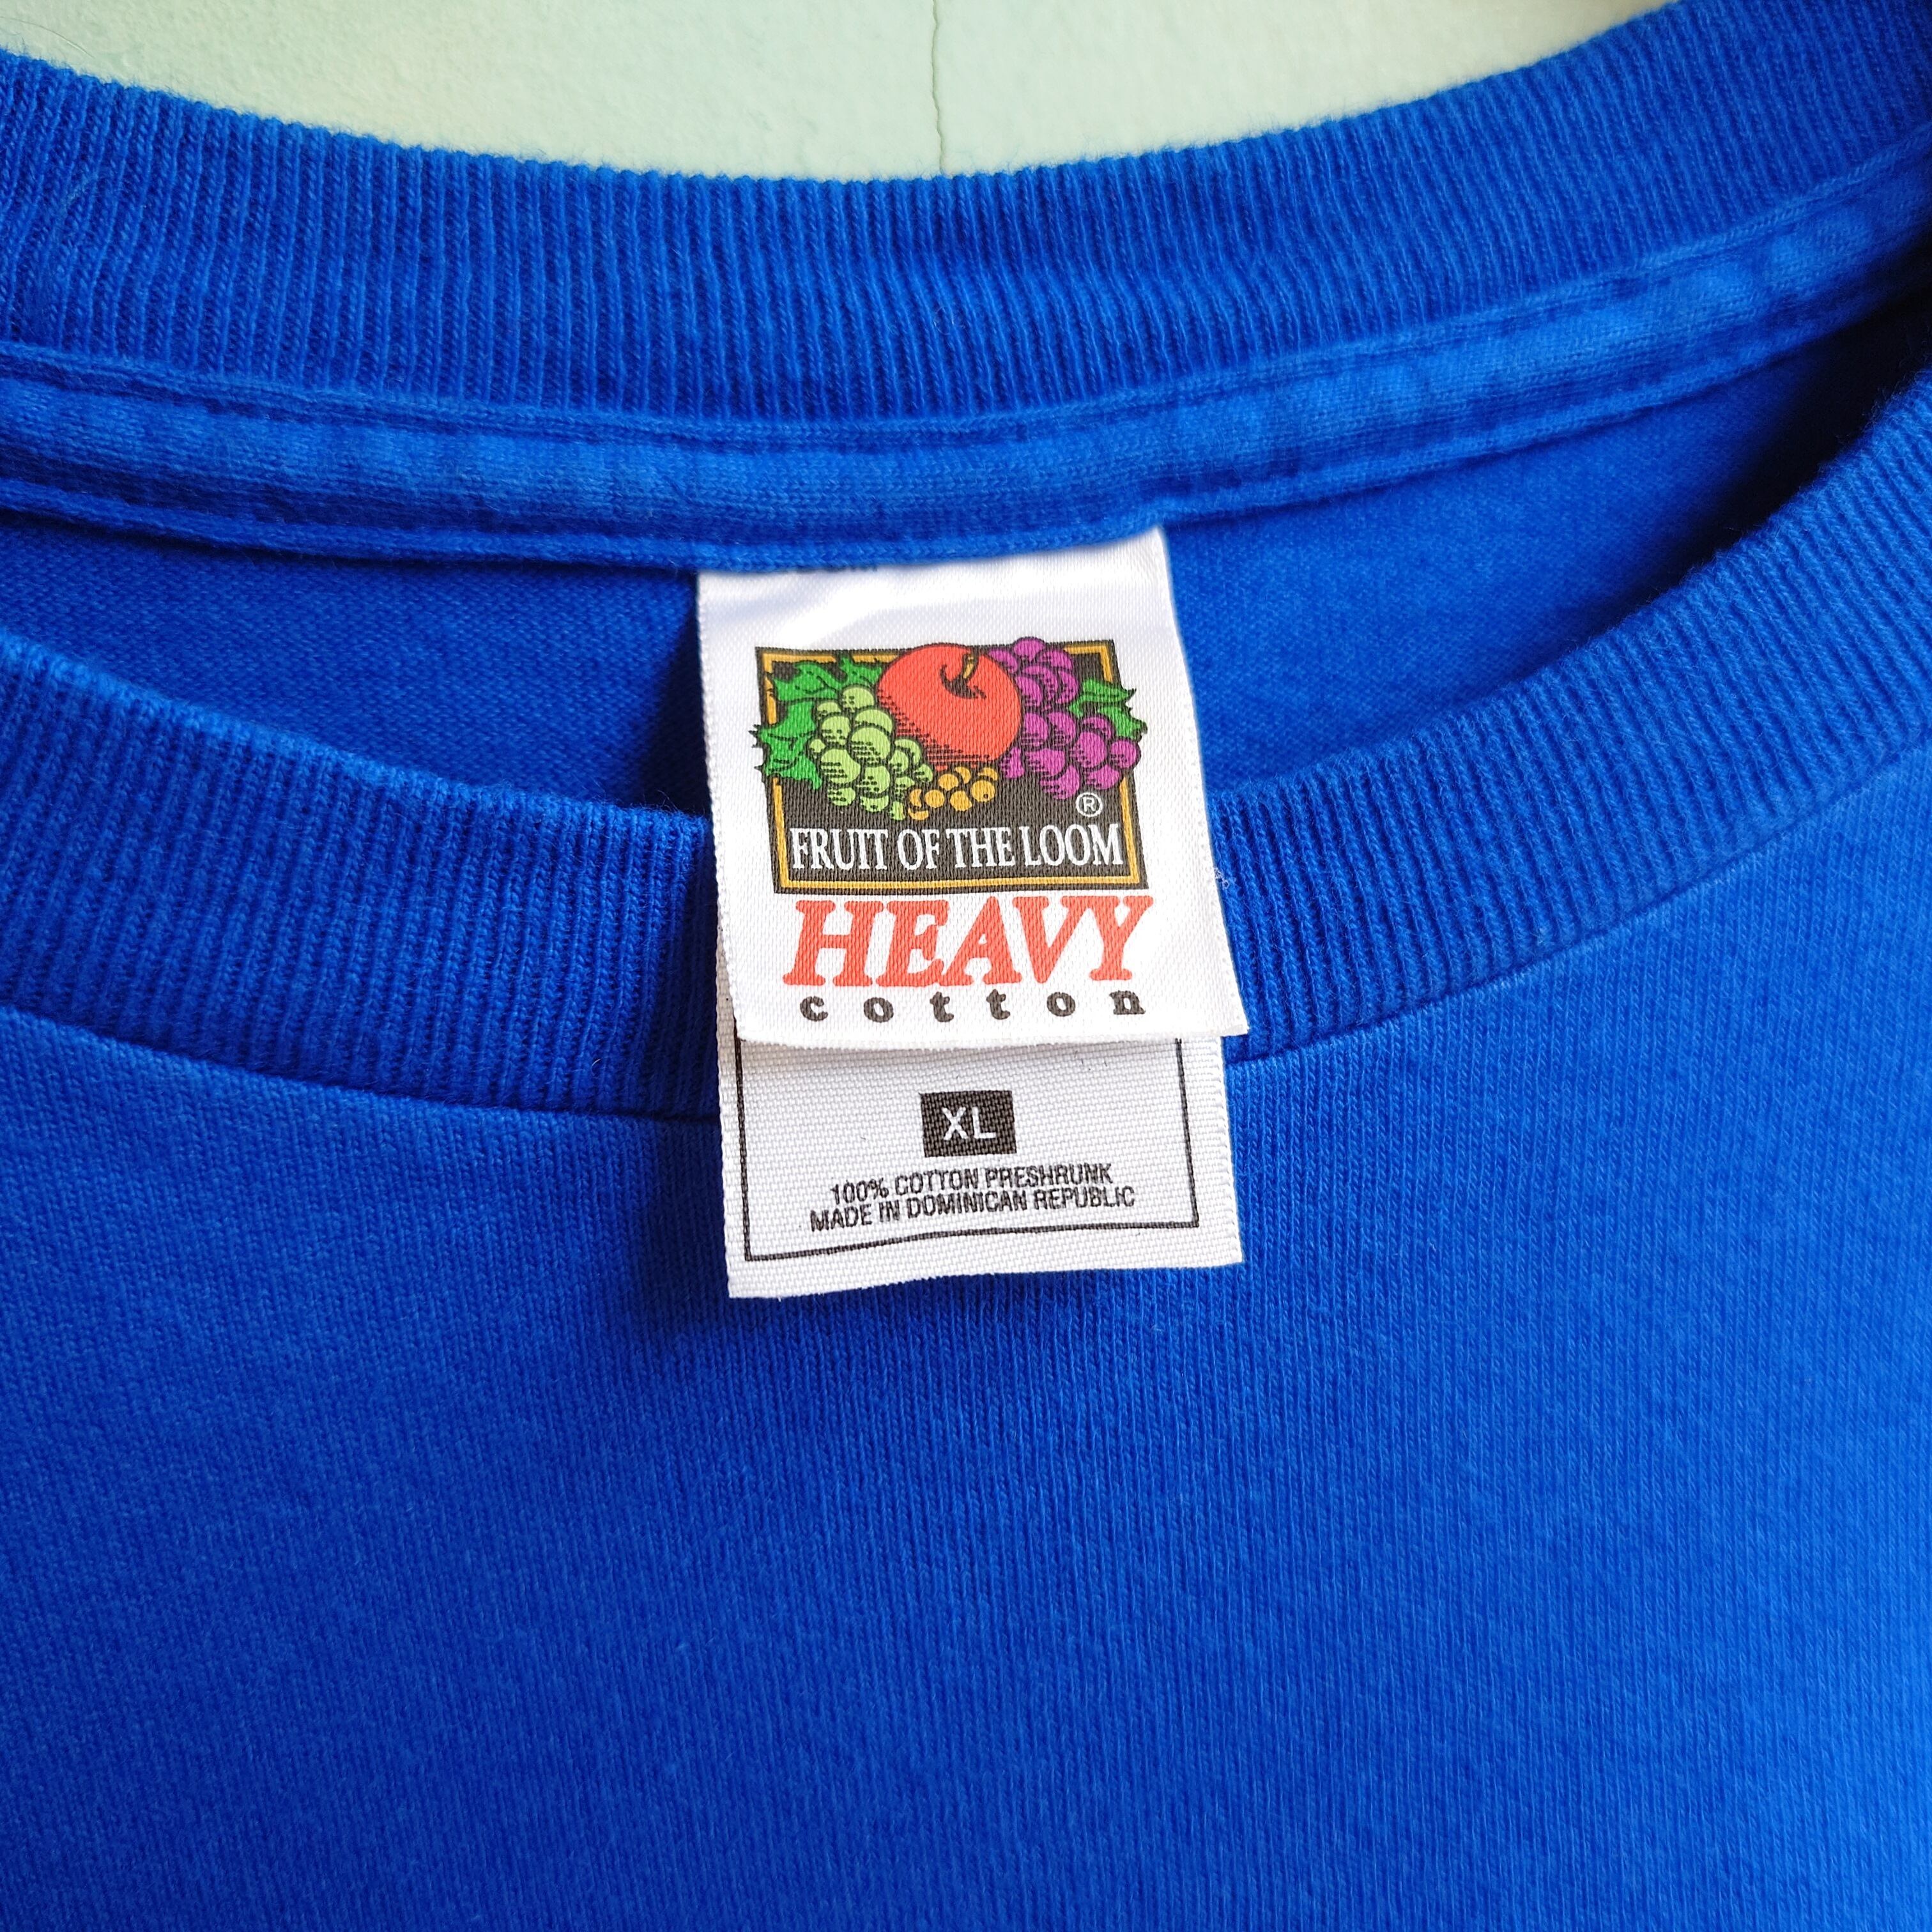 ®
FRUIT OF THE LOOM
HEAVY
cotton
XL
100% COTTON PRESHRUNK
MADE IN DOMINICAN REPUBLIC